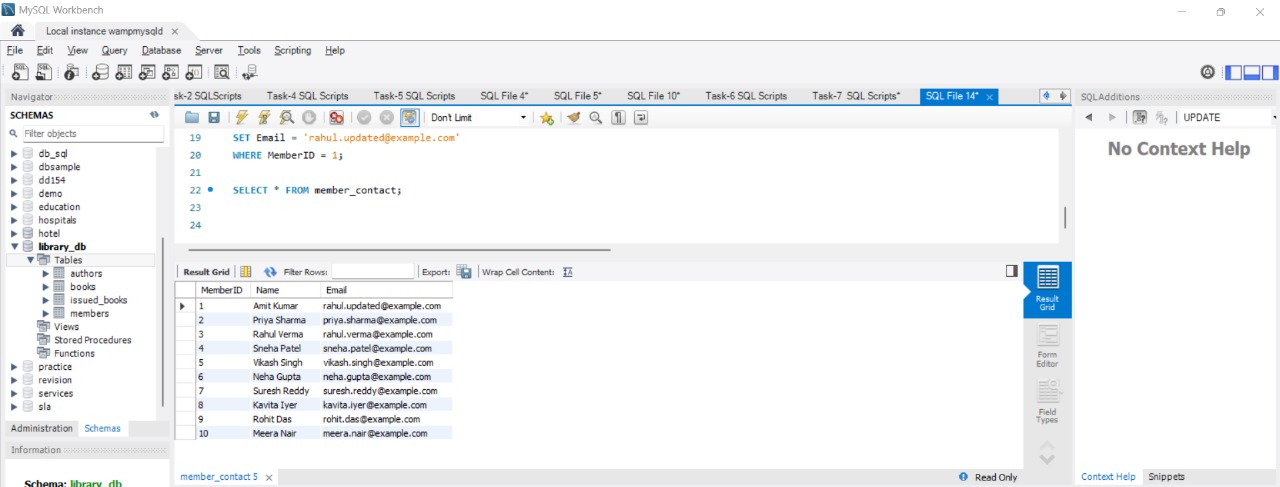 MySQL Workbench
Local instance wampmysqld
File Edit View Query Database Server Tools Scripting Help
Navigator
SCHEMAS
Filter objects
db_sql
dbsample
dd154
demo
education
hospitals
hotel
library_db
Tables
authors
books
issued_books
members
Views
Stored Procedures
Functions
practice
revision
services
sla
Administration Schemas
Information
Schema: library_db
sk-2 SQLScripts Task-4 SQL Scripts Task-5 SQL Scripts SQL File 4* SQL File 5* SQL File 10* Task-6 SQL Scripts Task-7 SQL Scripts* SQL File 14*
Don't Limit
19 SET Email = 'rahul.updated@example.com'
20 WHERE MemberID = 1;
21
22 SELECT * FROM member_contact;
23
24
Result Grid Filter Rows: Export: Wrap Cell Content:
MemberID Name Email
1 Amit Kumar rahul.updated@example.com
2 Priya Sharma priya.sharma@example.com
3 Rahul Verma rahul.verma@example.com
4 Sneha Patel sneha.patel@example.com
5 Vikash Singh vikash.singh@example.com
6 Neha Gupta neha.gupta@example.com
7 Suresh Reddy suresh.reddy@example.com
8 Kavita Iyer kavita.iyer@example.com
9 Rohit Das rohit.das@example.com
10 Meera Nair meera.nair@example.com
Result
Grid
Form
Editor
Field
Types
member_contact 5
Read Only
SQLAdditions
UPDATE
No Context Help
Context Help Snippets